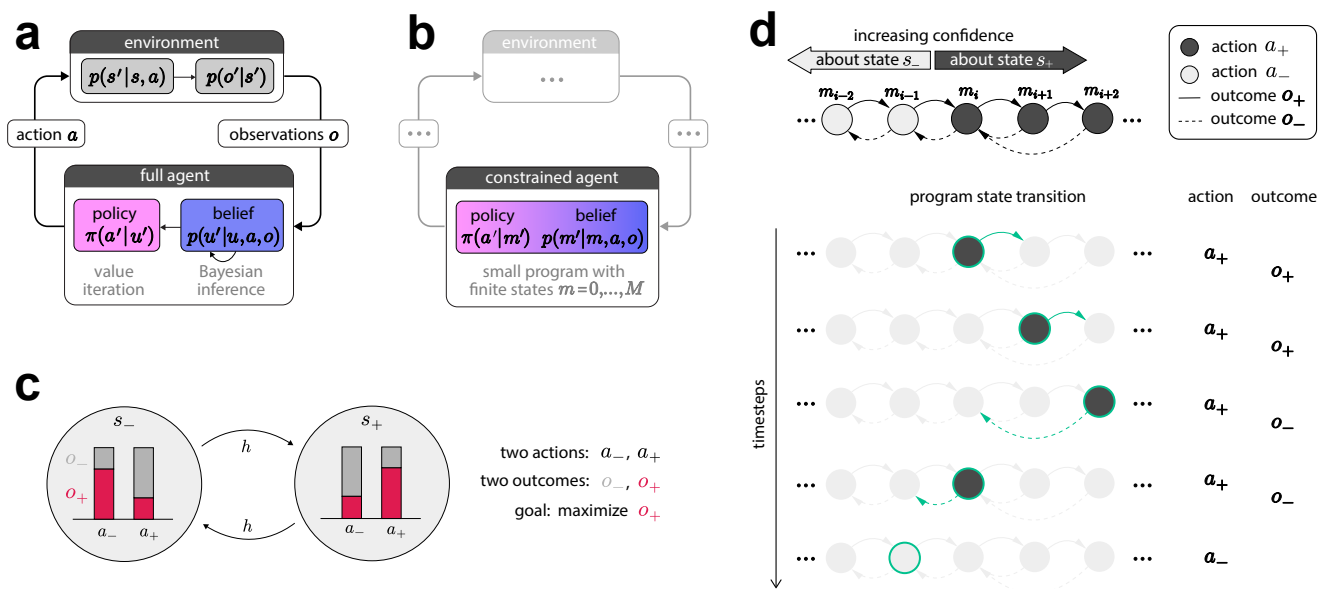 a
environment
p(s′|s,a)
p(o′|s′)
action a
observations o
full agent
policy
π(a′|u′)
belief
p(u′|u,a,o)
value
iteration
Bayesian
inference
b
environment
...
...
...
constrained agent
policy
belief
π(a′|m′) p(m′|m,a,o)
small program with
finite states m=0,...,M
c
s−
s+
o−
o+
a− a+
h
h
a− a+
two actions: a−, a+
two outcomes: o−, o+
goal: maximize o+
d
increasing confidence
about state s−
about state s+
m_{i−2} m_{i−1} m_i m_{i+1} m_{i+2}
... ...
action a+
action a−
outcome o+
outcome o−
program state transition
action outcome
timesteps
... ... a+
o+
... ... a+
o+
... ... a+
o−
... ... a+
o−
... ... a−